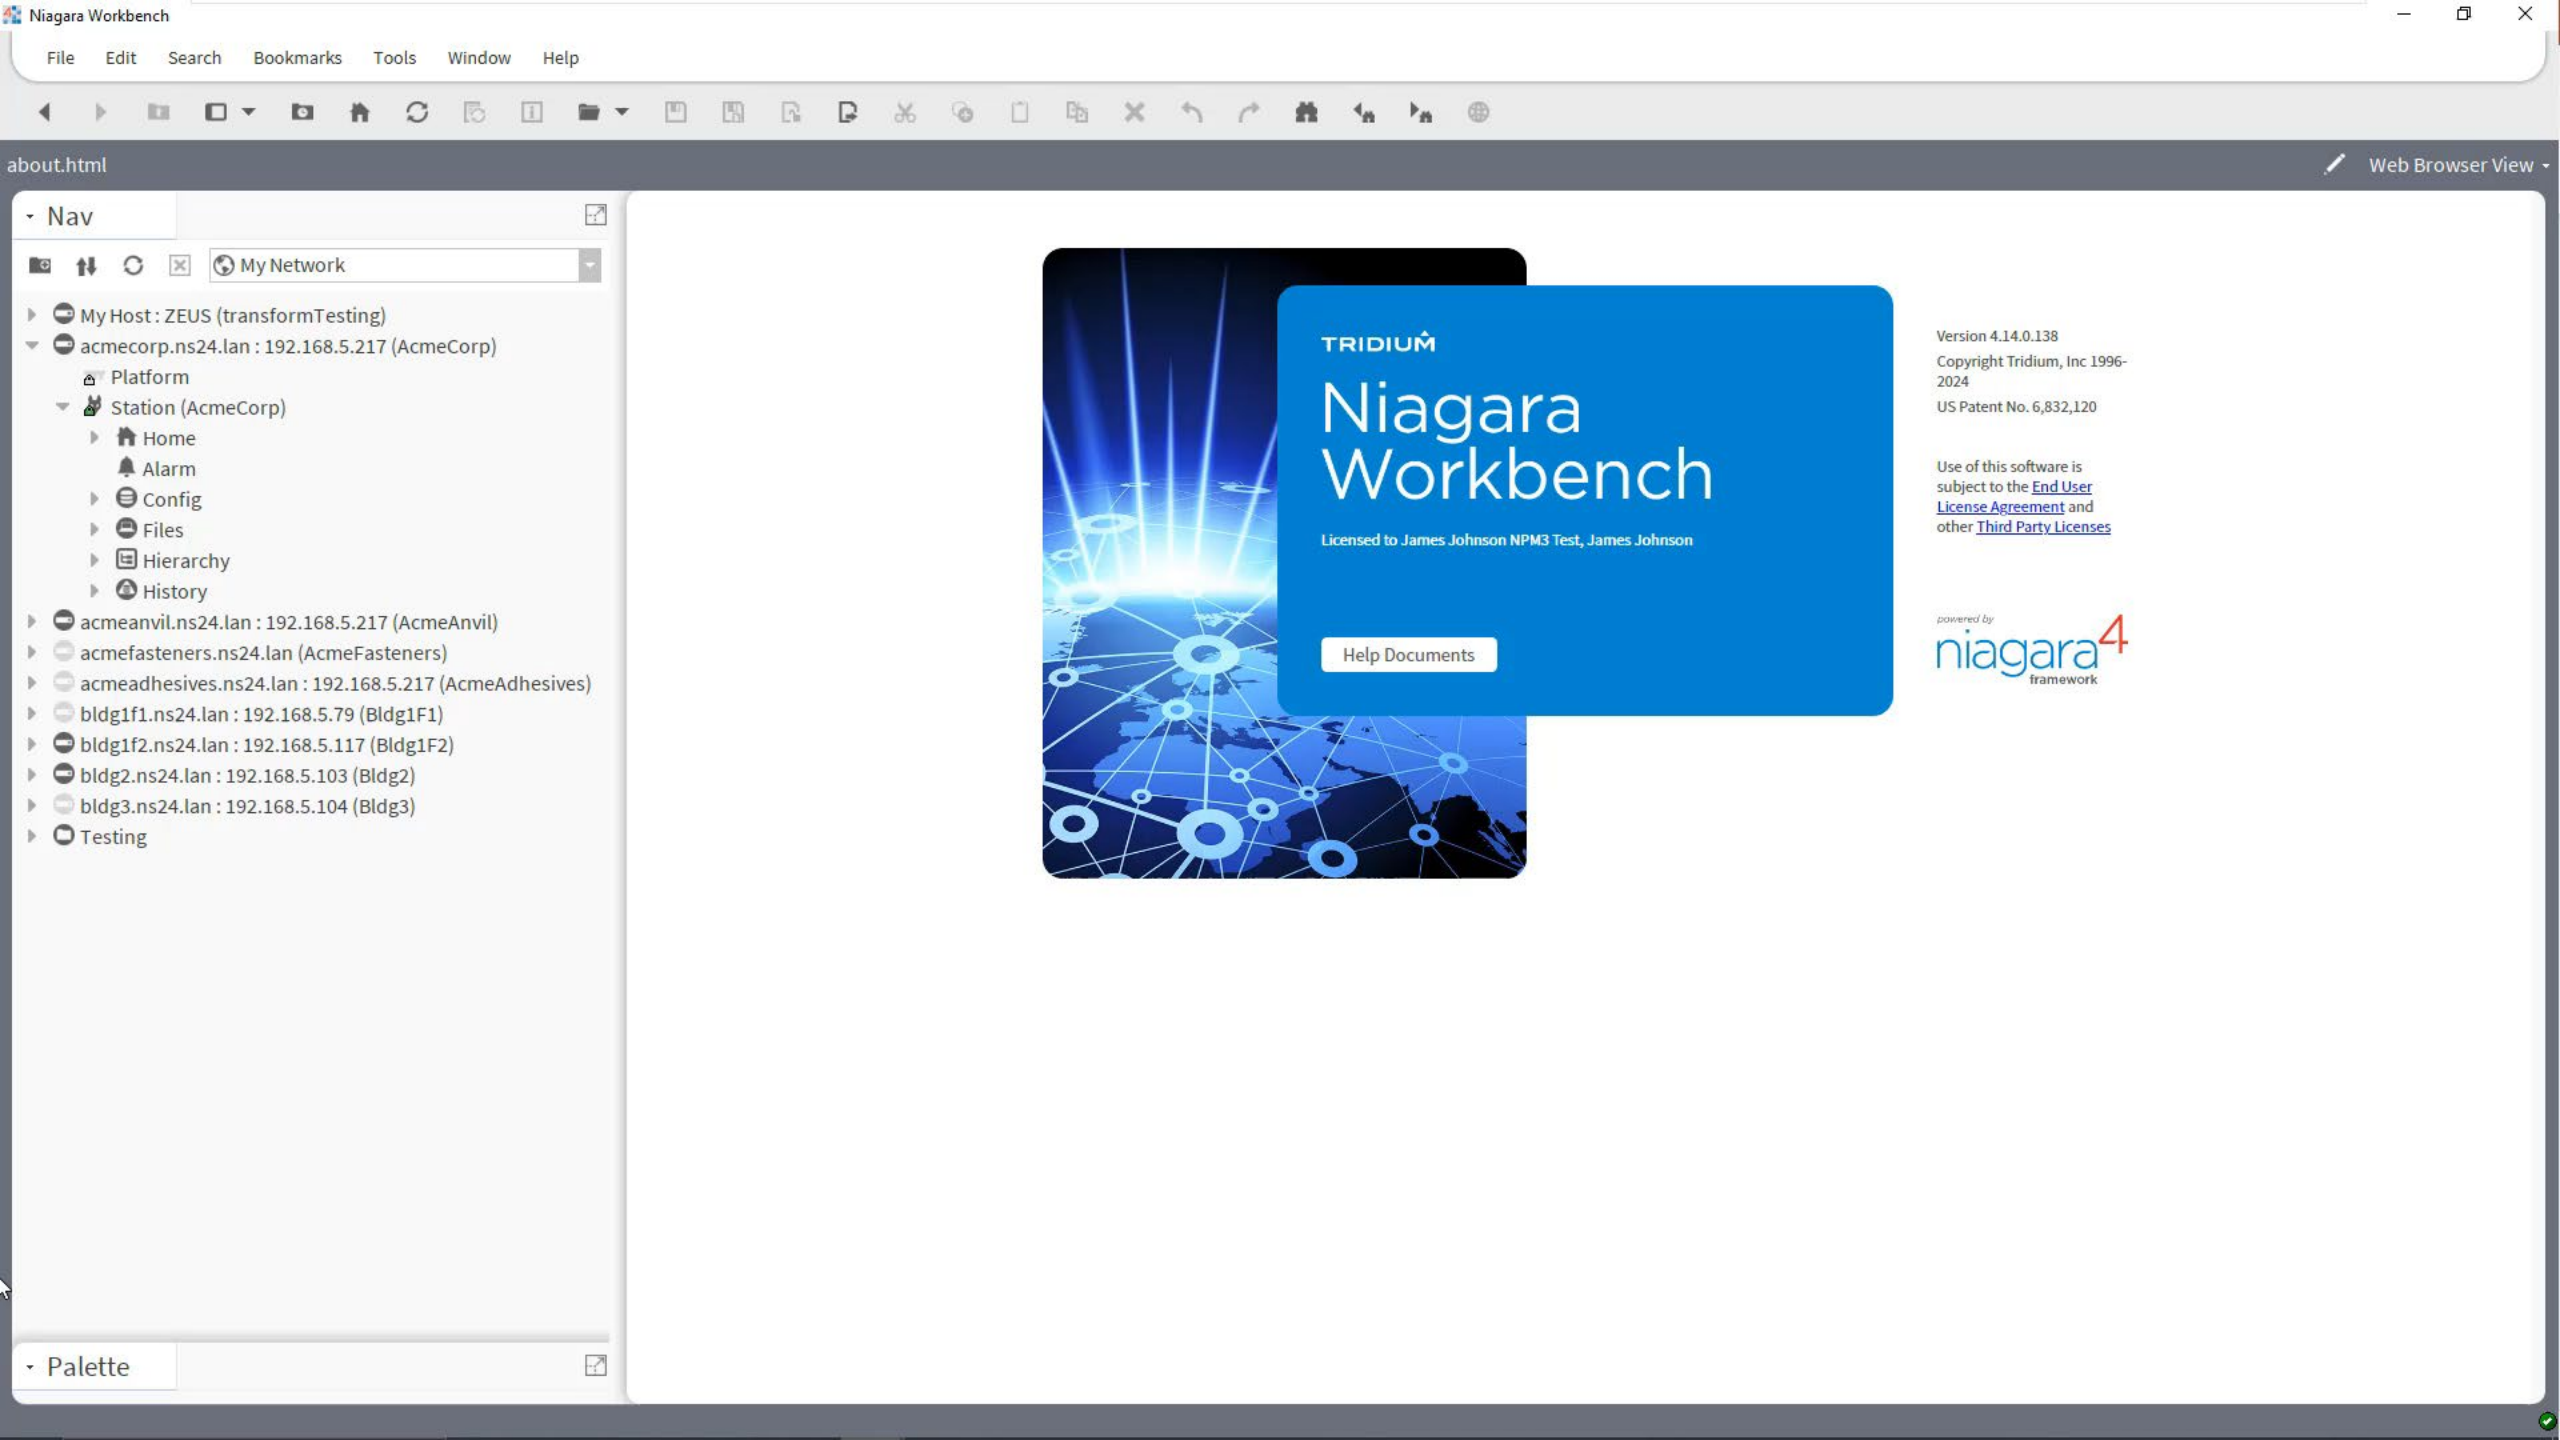 Niagara Workbench
File Edit Search Bookmarks Tools Window Help
about.html
Web Browser View
Nav
My Network
My Host : ZEUS (transformTesting)
acmecorp.ns24.lan : 192.168.5.217 (AcmeCorp)
Platform
Station (AcmeCorp)
Home
Alarm
Config
Files
Hierarchy
History
acmeanvil.ns24.lan : 192.168.5.217 (AcmeAnvil)
acmefasteners.ns24.lan (AcmeFasteners)
acmeadhesives.ns24.lan : 192.168.5.217 (AcmeAdhesives)
bldg1f1.ns24.lan : 192.168.5.79 (Bldg1F1)
bldg1f2.ns24.lan : 192.168.5.117 (Bldg1F2)
bldg2.ns24.lan : 192.168.5.103 (Bldg2)
bldg3.ns24.lan : 192.168.5.104 (Bldg3)
Testing
Palette
TRIDIUM
Niagara
Workbench
Licensed to James Johnson NPM3 Test, James Johnson
Help Documents
Version 4.14.0.138
Copyright Tridium, Inc 1996-
2024
US Patent No. 6,832,120
Use of this software is
subject to the End User
License Agreement and
other Third Party Licenses
powered by
niagara4
framework